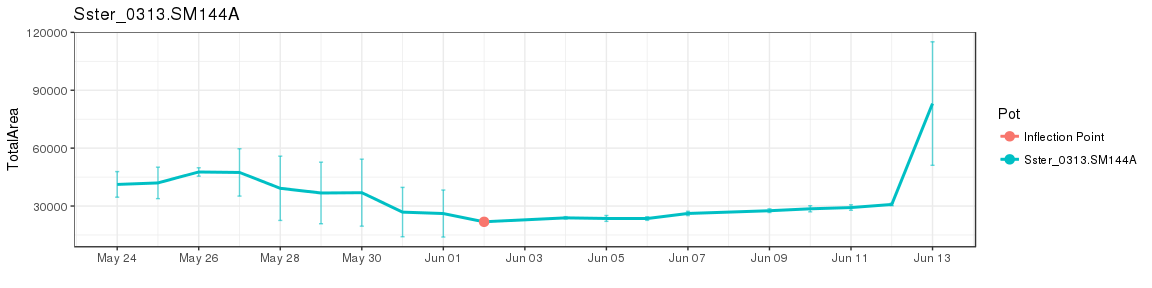 Sster_0313.SM144A
120000
90000
60000
30000
TotalArea
May 24 May 26 May 28 May 30 Jun 01 Jun 03 Jun 05 Jun 07 Jun 09 Jun 11 Jun 13
Pot
Inflection Point
Sster_0313.SM144A